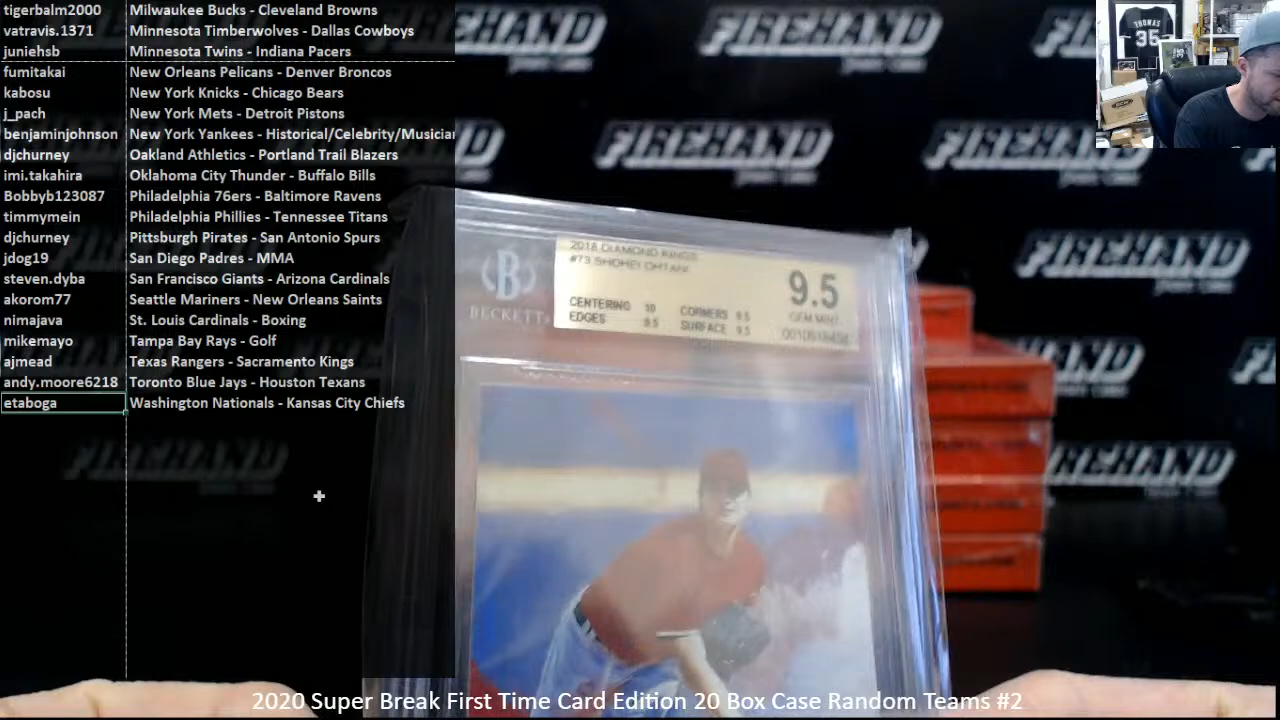 tigerbalm2000 Milwaukee Bucks - Cleveland Browns
vatravis.1371 Minnesota Timberwolves - Dallas Cowboys
juniehsb Minnesota Twins - Indiana Pacers
fumitakai New Orleans Pelicans - Denver Broncos
kabosu New York Knicks - Chicago Bears
j_pach New York Mets - Detroit Pistons
benjaminjohnson New York Yankees - Historical/Celebrity/Musician
djchurney Oakland Athletics - Portland Trail Blazers
imi.takahira Oklahoma City Thunder - Buffalo Bills
Bobbyb123087 Philadelphia 76ers - Baltimore Ravens
timmymein Philadelphia Phillies - Tennessee Titans
djchurney Pittsburgh Pirates - San Antonio Spurs
jdog19 San Diego Padres - MMA
steven.dyba San Francisco Giants - Arizona Cardinals
akorom77 Seattle Mariners - New Orleans Saints
nimajava St. Louis Cardinals - Boxing
mikemayo Tampa Bay Rays - Golf
ajmead Texas Rangers - Sacramento Kings
andy.moore6218 Toronto Blue Jays - Houston Texans
etaboga Washington Nationals - Kansas City Chiefs
FIREHAND
FIREHAND
FIREHAND
FIREHAND
FIREHAND
THOMAS
35
B
BECKETT
2018 DIAMOND KINGS
#73 SHOHEI OHTANI
CENTERING 10 CORNERS 9.5
EDGES 9.5 SURFACE 9.5
9.5
GEM MINT
2020 Super Break First Time Card Edition 20 Box Case Random Teams #2